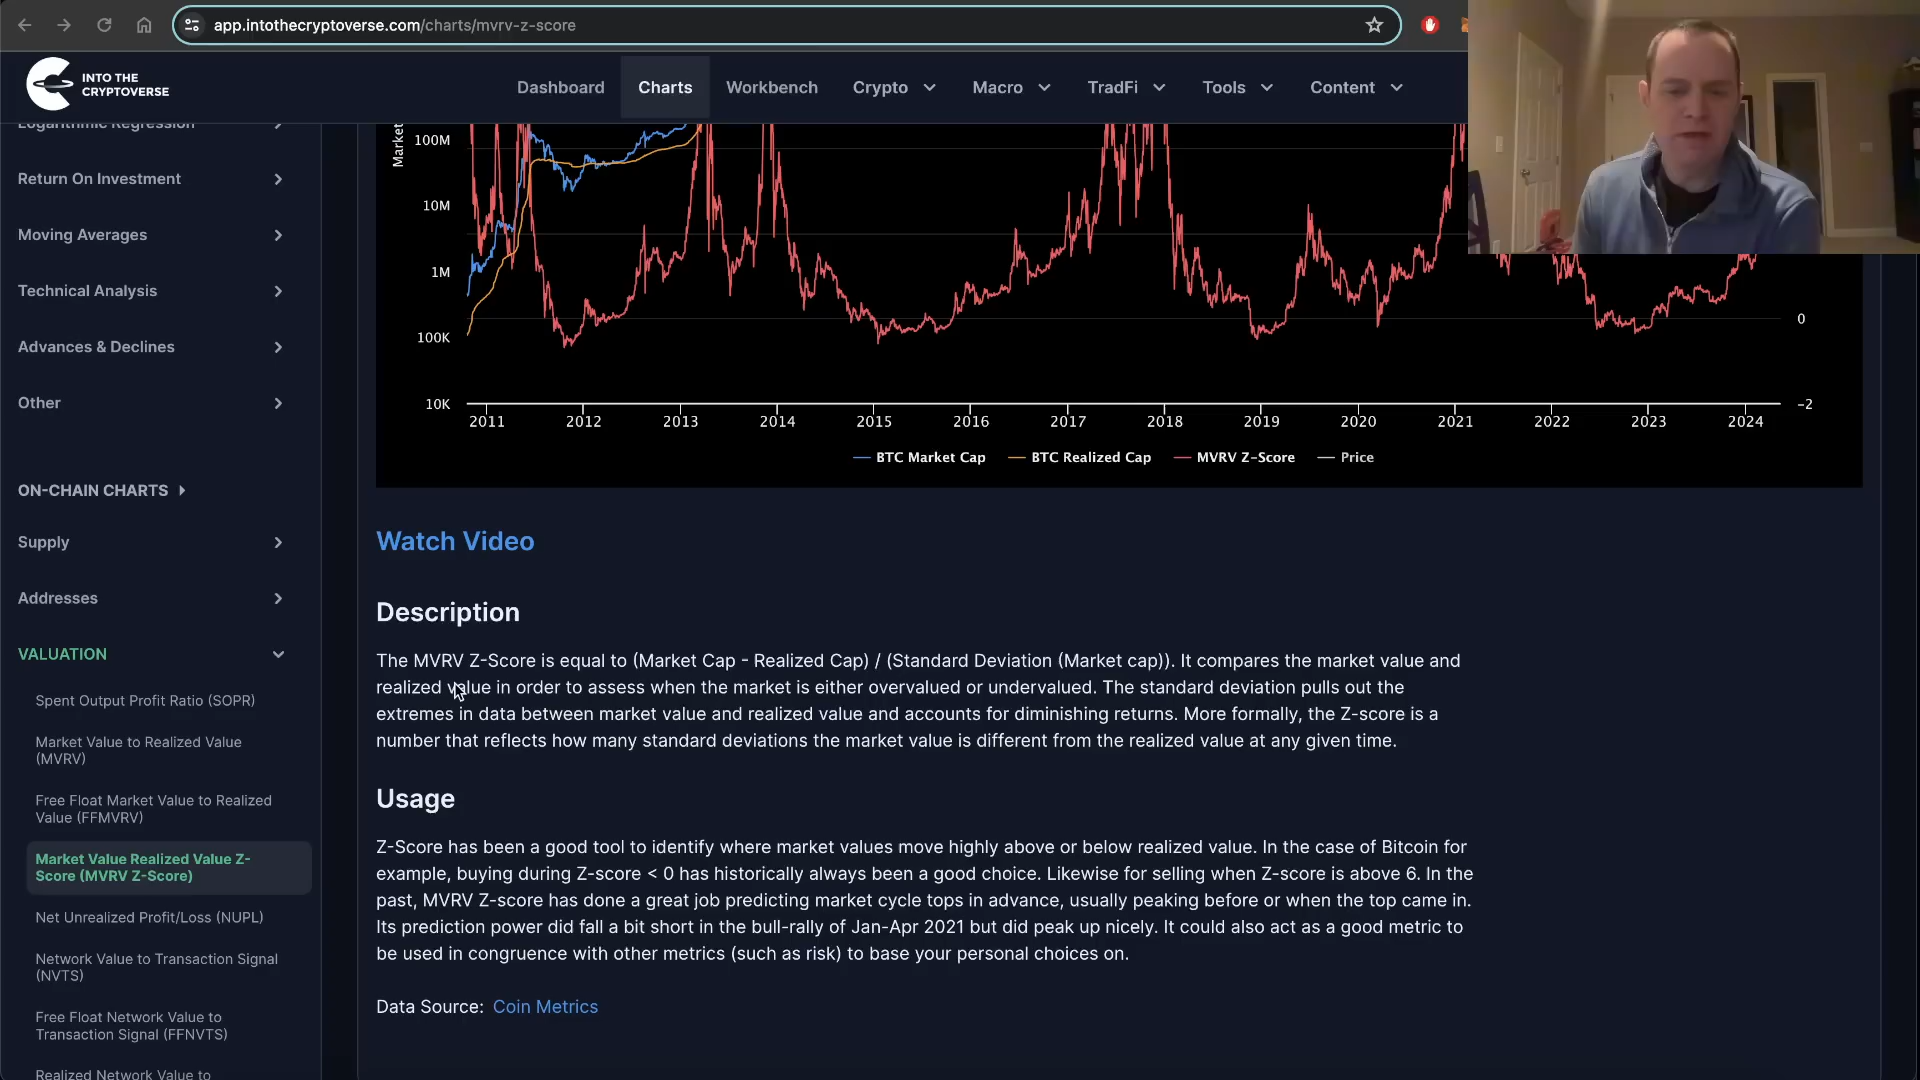 app.intothecryptoverse.com/charts/mvrv-z-score
INTO THE
CRYPTOVERSE
Dashboard
Charts
Workbench
Crypto
Macro
TradFi
Tools
Content
Logarithmic Regression
Return On Investment
Moving Averages
Technical Analysis
Advances & Declines
Other
ON-CHAIN CHARTS
Supply
Addresses
VALUATION
Spent Output Profit Ratio (SOPR)
Market Value to Realized Value
(MVRV)
Free Float Market Value to Realized
Value (FFMVRV)
Market Value Realized Value Z-
Score (MVRV Z-Score)
Net Unrealized Profit/Loss (NUPL)
Network Value to Transaction Signal
(NVTS)
Free Float Network Value to
Transaction Signal (FFNVTS)
Realized Network Value to
Market
100M
10M
1M
100K
10K
0
-2
2011 2012 2013 2014 2015 2016 2017 2018 2019 2020 2021 2022 2023 2024
BTC Market Cap BTC Realized Cap MVRV Z-Score Price
Watch Video
Description
The MVRV Z-Score is equal to (Market Cap - Realized Cap) / (Standard Deviation (Market cap)). It compares the market value and
realized value in order to assess when the market is either overvalued or undervalued. The standard deviation pulls out the
extremes in data between market value and realized value and accounts for diminishing returns. More formally, the Z-score is a
number that reflects how many standard deviations the market value is different from the realized value at any given time.
Usage
Z-Score has been a good tool to identify where market values move highly above or below realized value. In the case of Bitcoin for
example, buying during Z-score < 0 has historically always been a good choice. Likewise for selling when Z-score is above 6. In the
past, MVRV Z-score has done a great job predicting market cycle tops in advance, usually peaking before or when the top came in.
Its prediction power did fall a bit short in the bull-rally of Jan-Apr 2021 but did peak up nicely. It could also act as a good metric to
be used in congruence with other metrics (such as risk) to base your personal choices on.
Data Source: Coin Metrics